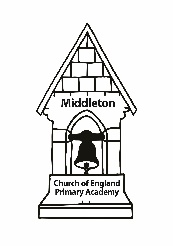 Middleton
Church of England
Primary Academy